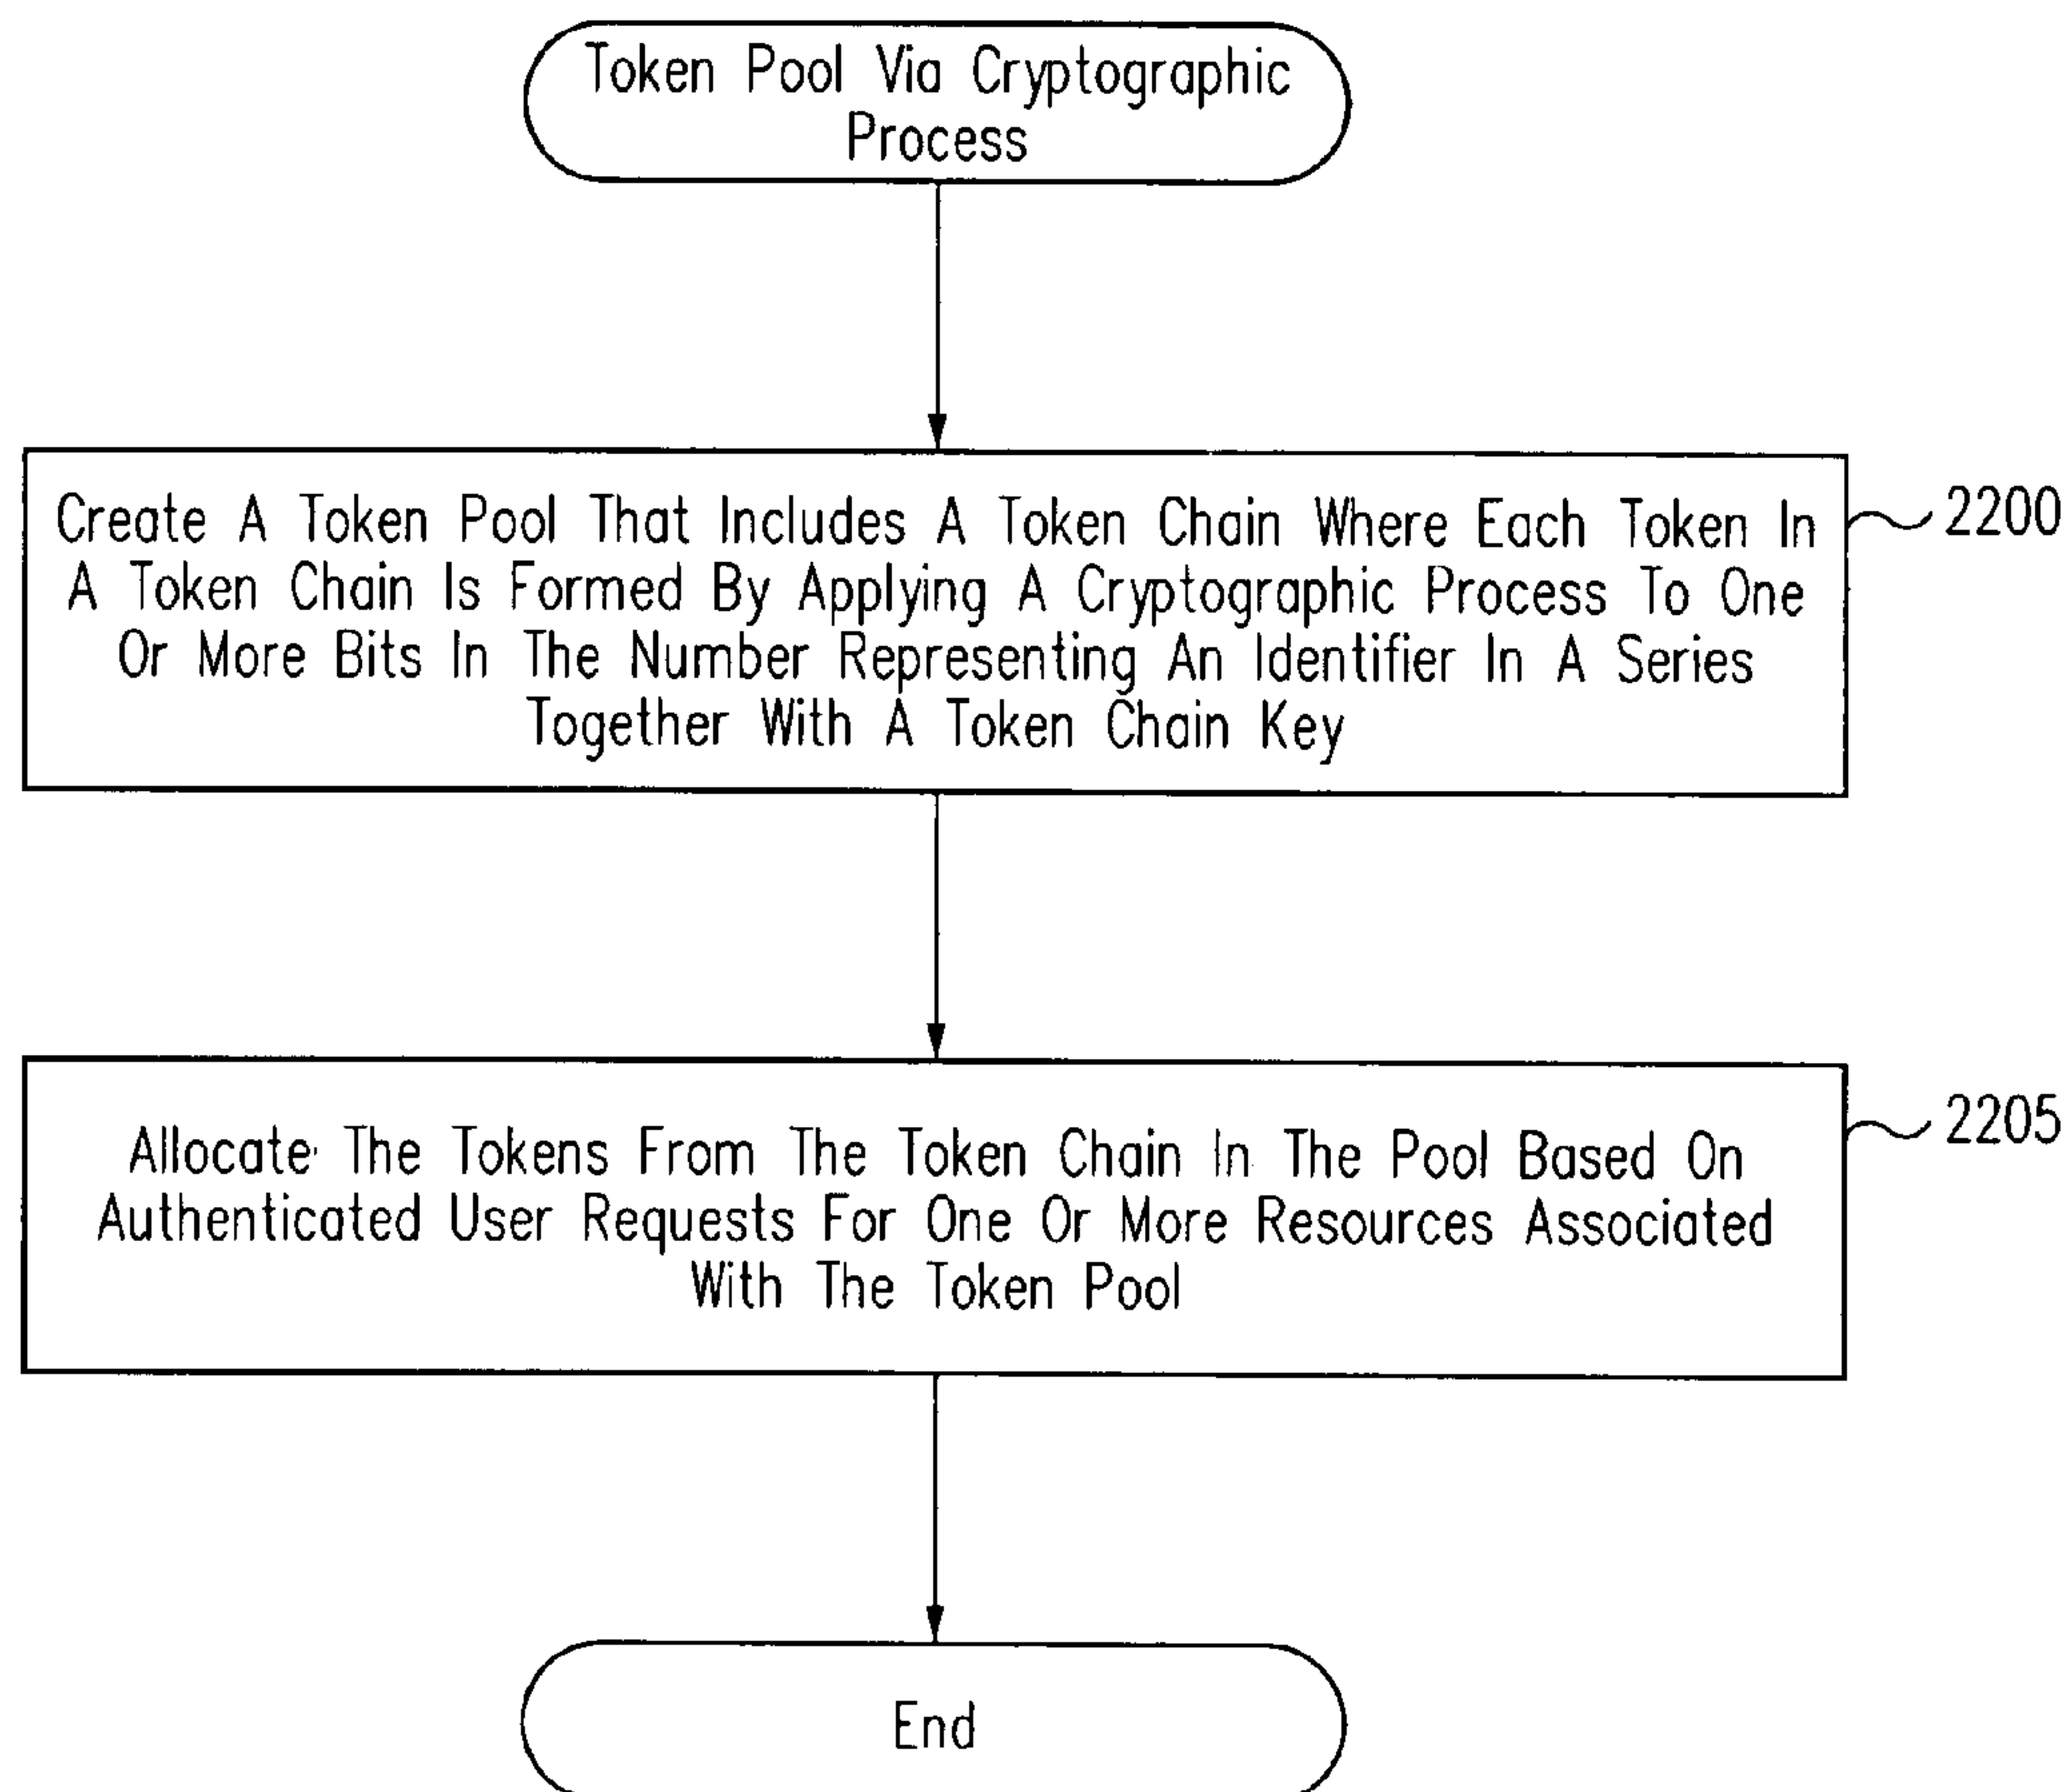 Token Pool Via Cryptographic
Process
Create A Token Pool That Includes A Token Chain Where Each Token In
A Token Chain Is Formed By Applying A Cryptographic Process To One
Or More Bits In The Number Representing An Identifier In A Series
Together With A Token Chain Key
2200
Allocate The Tokens From The Token Chain In The Pool Based On
Authenticated User Requests For One Or More Resources Associated
With The Token Pool
2205
End